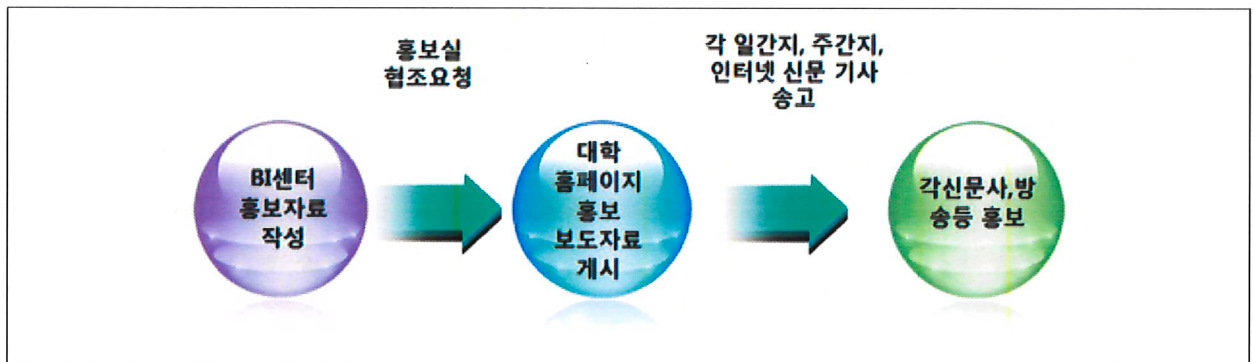 홍보실
협조요청
각 일간지, 주간지,
인터넷 신문 기사
송고
BI센터
홍보자료
작성
대학
홈페이지
홍보
보도자료
게시
각신문사,방
송등 홍보